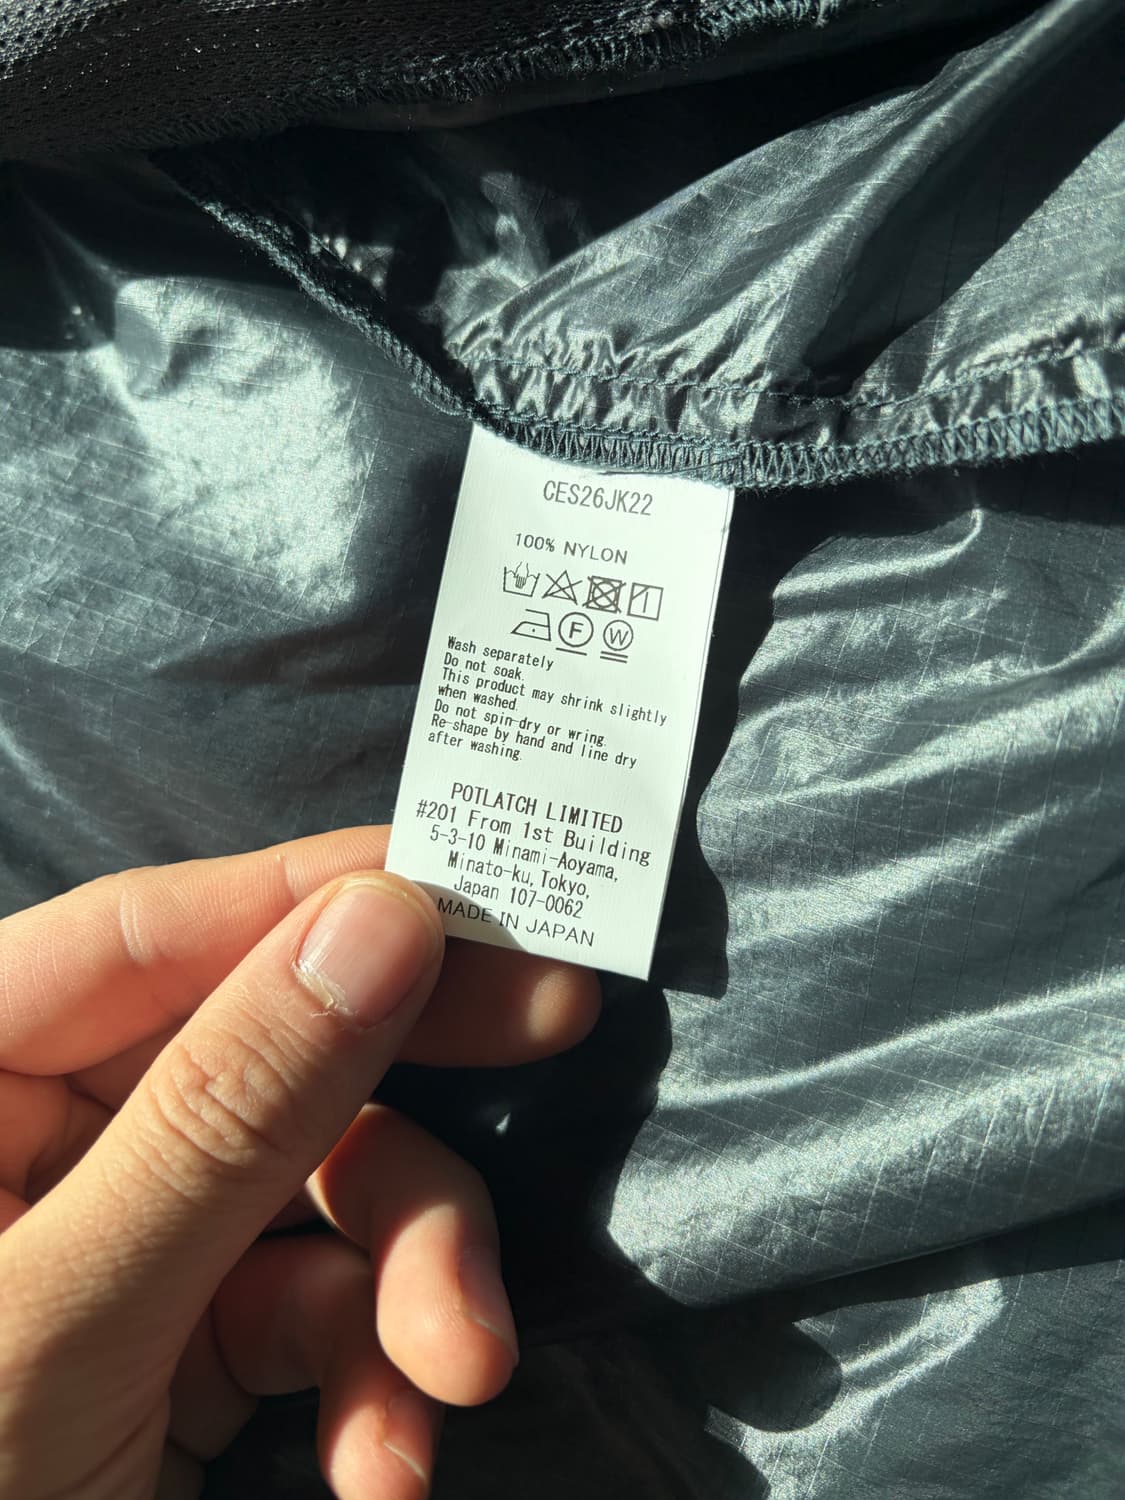 CES26JK22
100% NYLON
F W
Wash separately
Do not soak.
This product may shrink slightly
when washed.
Do not spin-dry or wring.
Re-shape by hand and line dry
after washing.
POTLATCH LIMITED
#201 From 1st Building
5-3-10 Minami-Aoyama,
Minato-ku, Tokyo,
Japan 107-0062
MADE IN JAPAN